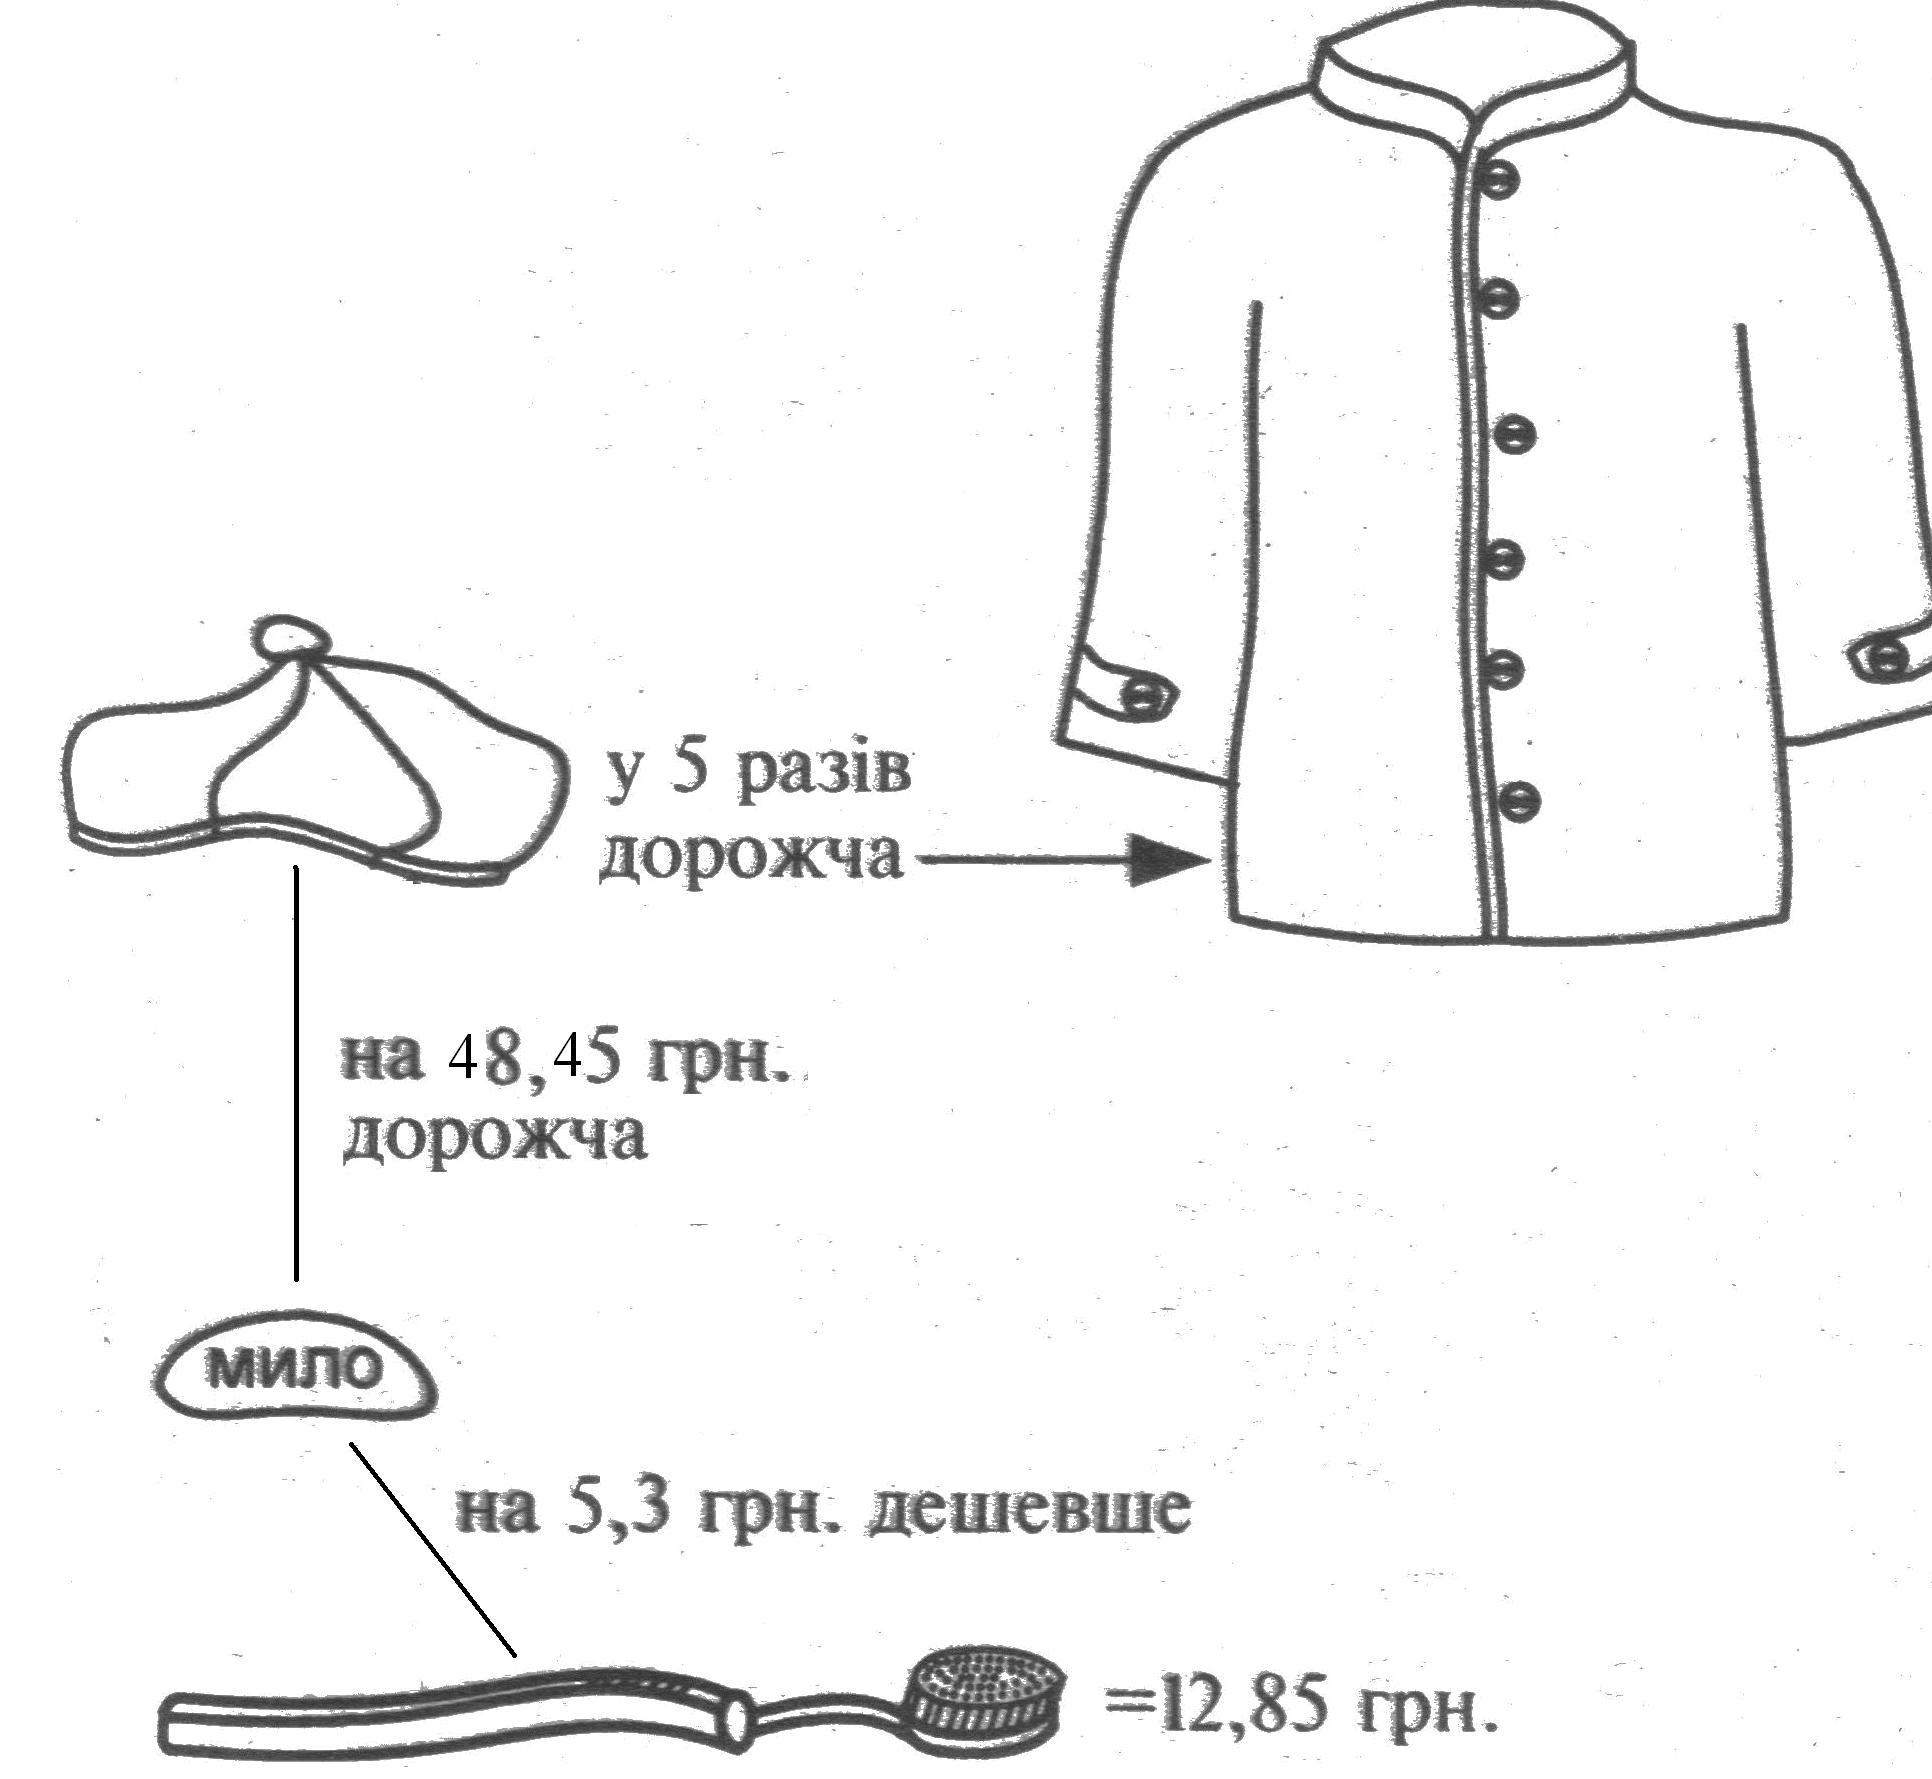 у 5 разів
дорожча
на 48,45 грн.
дорожча
мило
на 5,3 грн. дешевше
=12,85 грн.